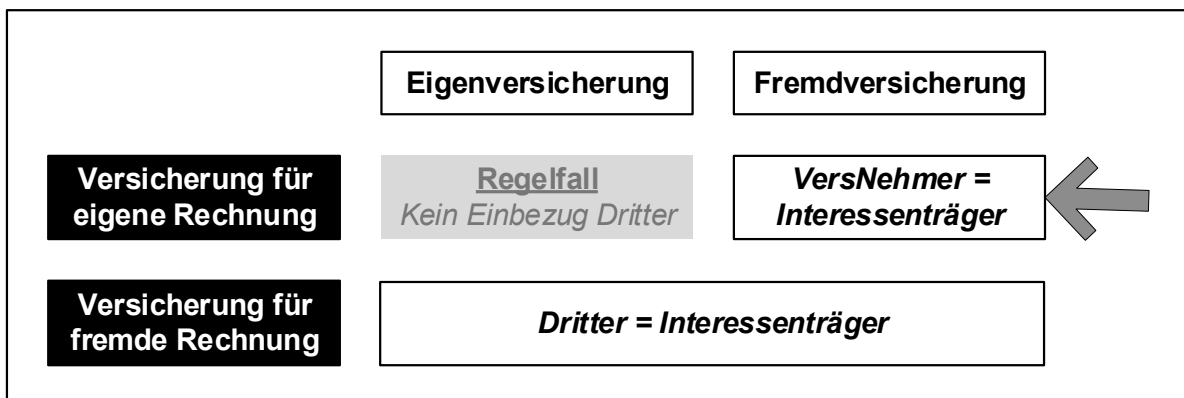 Eigenversicherung
Fremdversicherung
Versicherung für
eigene Rechnung
Regelfall
Kein Einbezug Dritter
VersNehmer =
Interessenträger
Versicherung für
fremde Rechnung
Dritter = Interessenträger